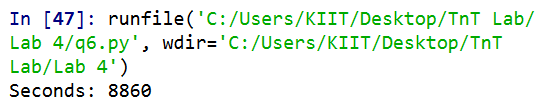 In [47]: runfile('C:/Users/KIIT/Desktop/TnT Lab/
Lab 4/q6.py', wdir='C:/Users/KIIT/Desktop/TnT
Lab/Lab 4')
Seconds: 8860